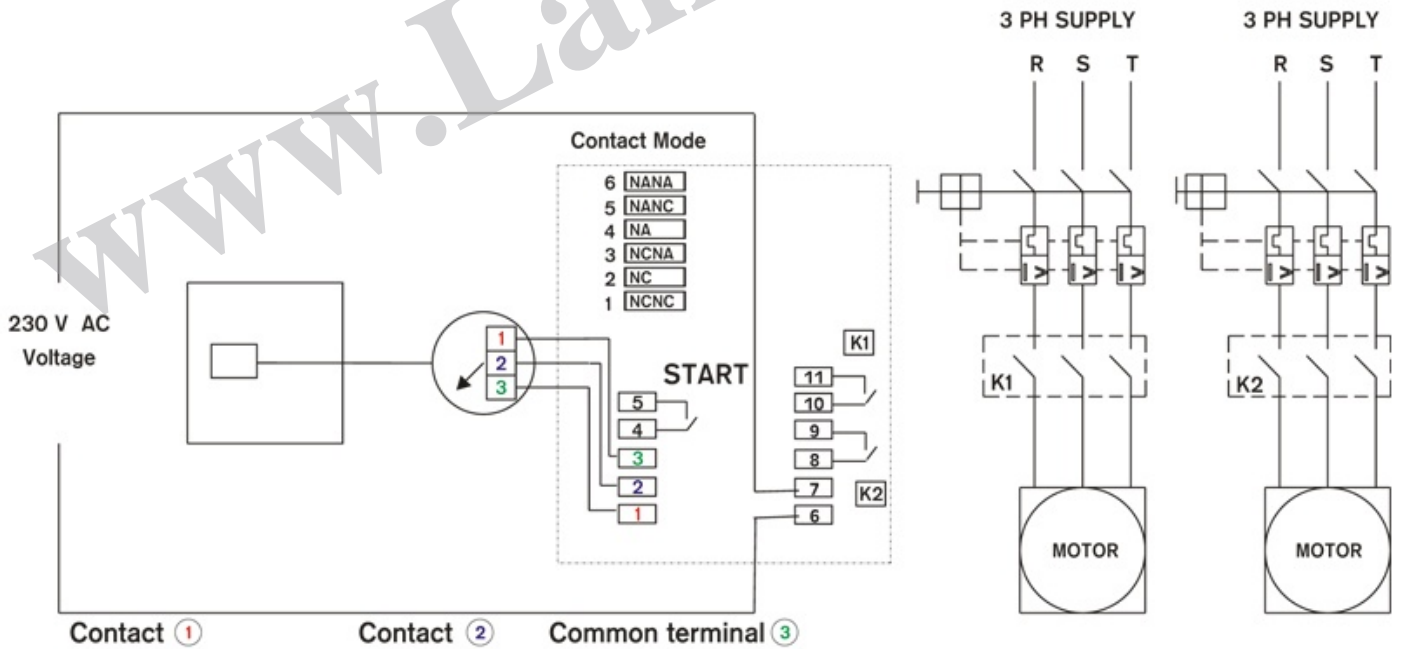 www.Lan
3 PH SUPPLY
3 PH SUPPLY
R S T
R S T
Contact Mode
6 NANA
5 NANC
4 NA
3 NCNA
2 NC
1 NCNC
230 V AC
Voltage
1
2
3
START
5
4
3
2
1
K1
11
10
9
8
7
6
K2
I>
I>
I>
I>
I>
I>
K1
K2
MOTOR
MOTOR
Contact 1
Contact 2
Common terminal 3